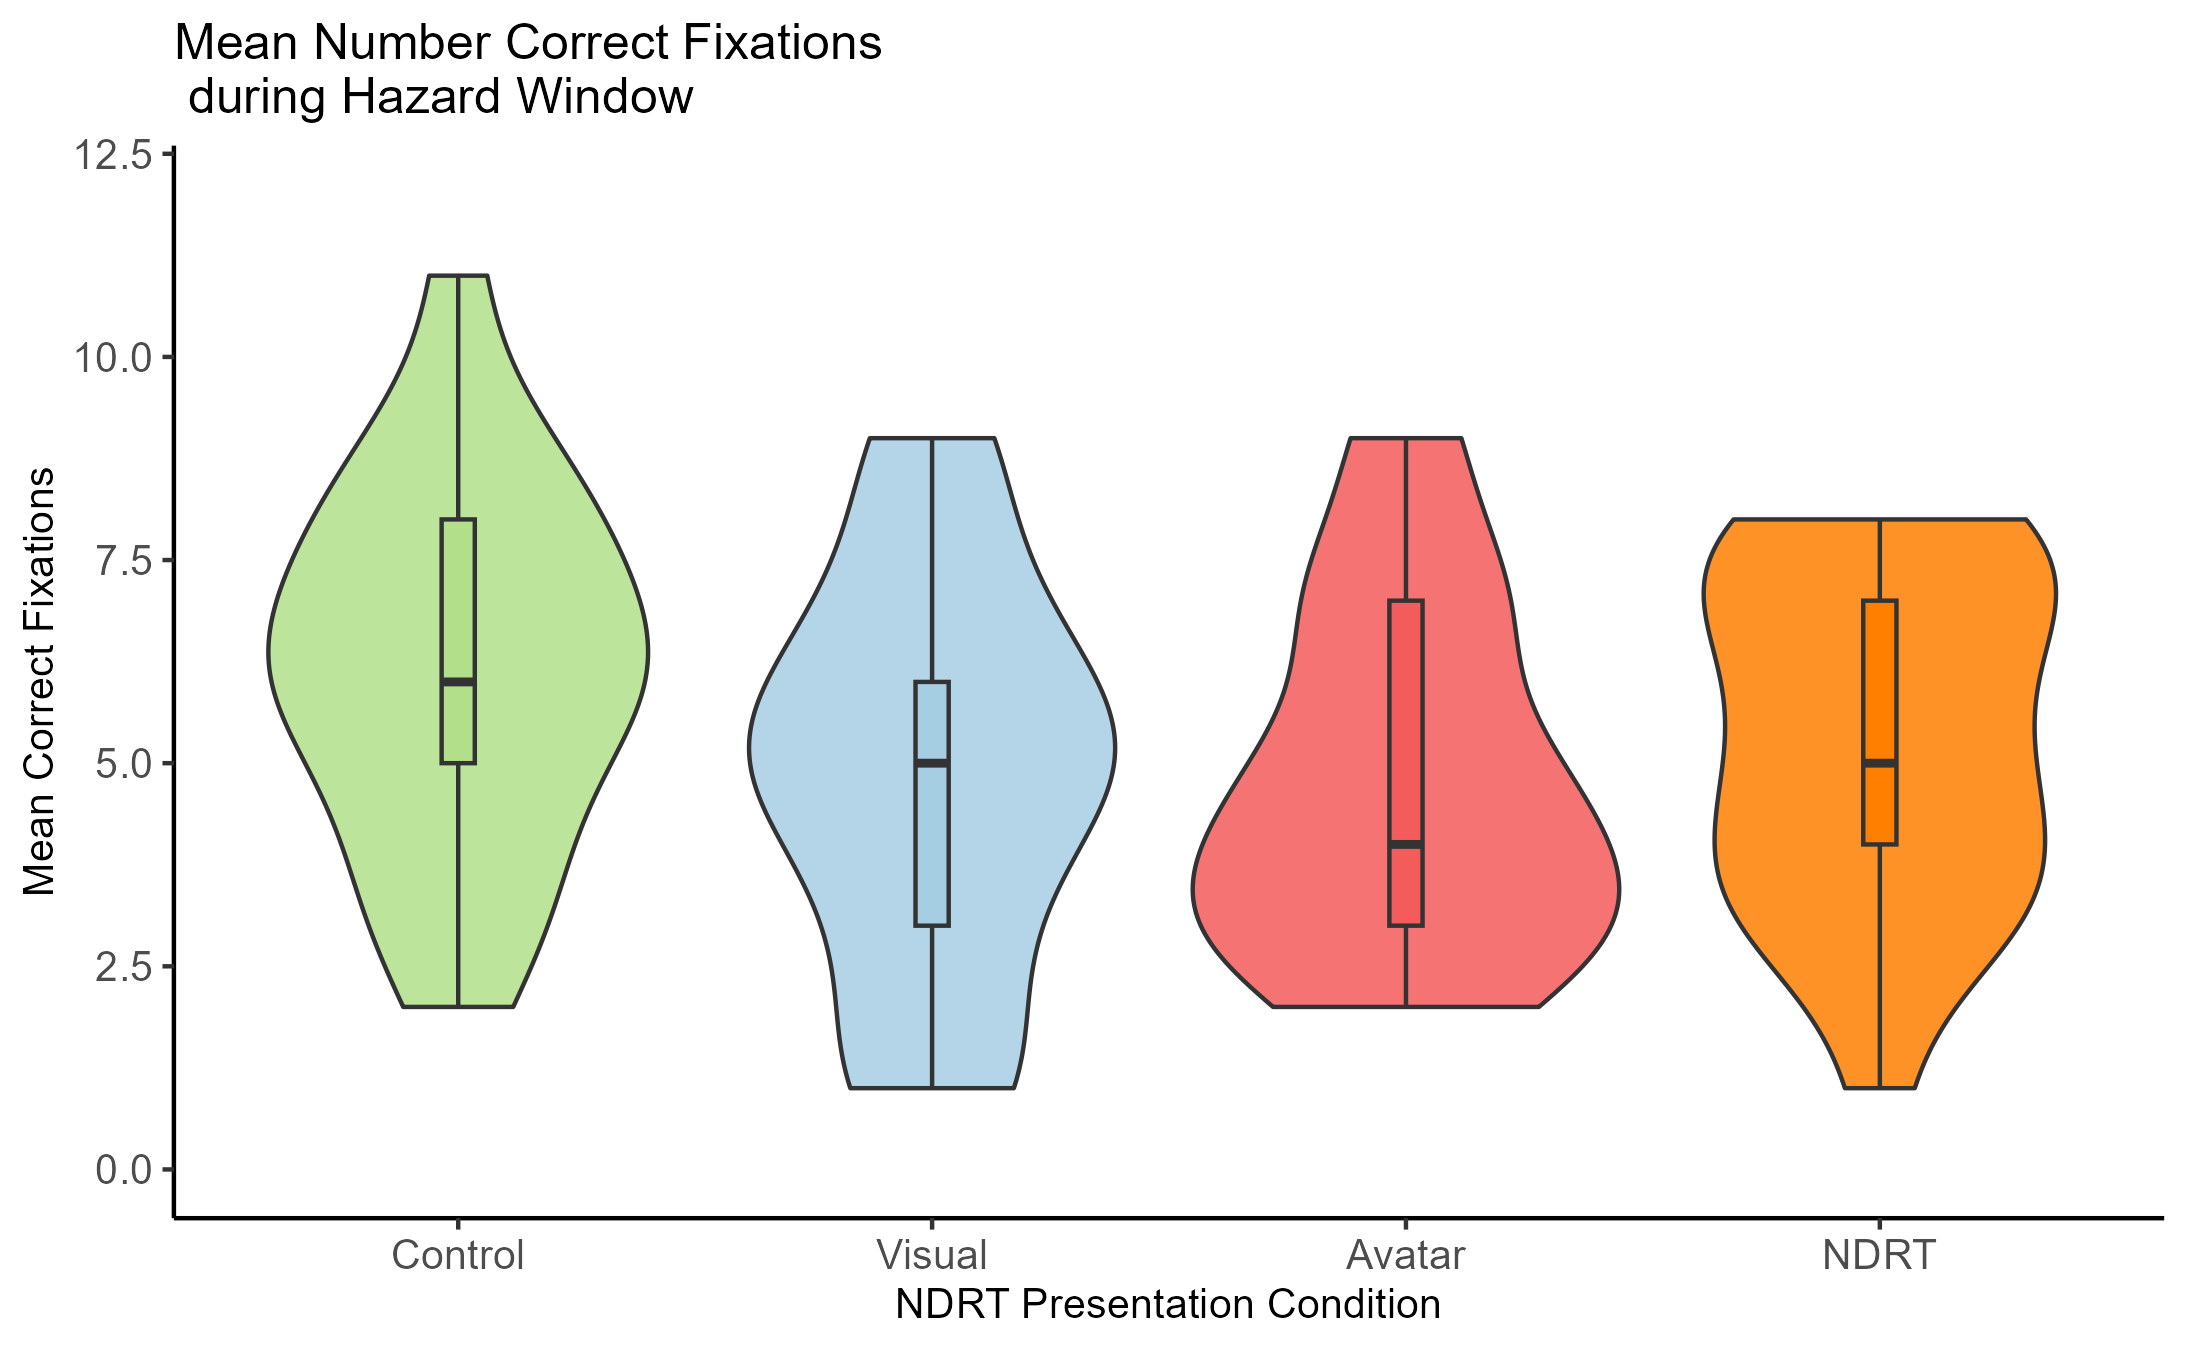 Mean Number Correct Fixations
during Hazard Window
Mean Correct Fixations
12.5
10.0
7.5
5.0
2.5
0.0
Control Visual Avatar NDRT
NDRT Presentation Condition